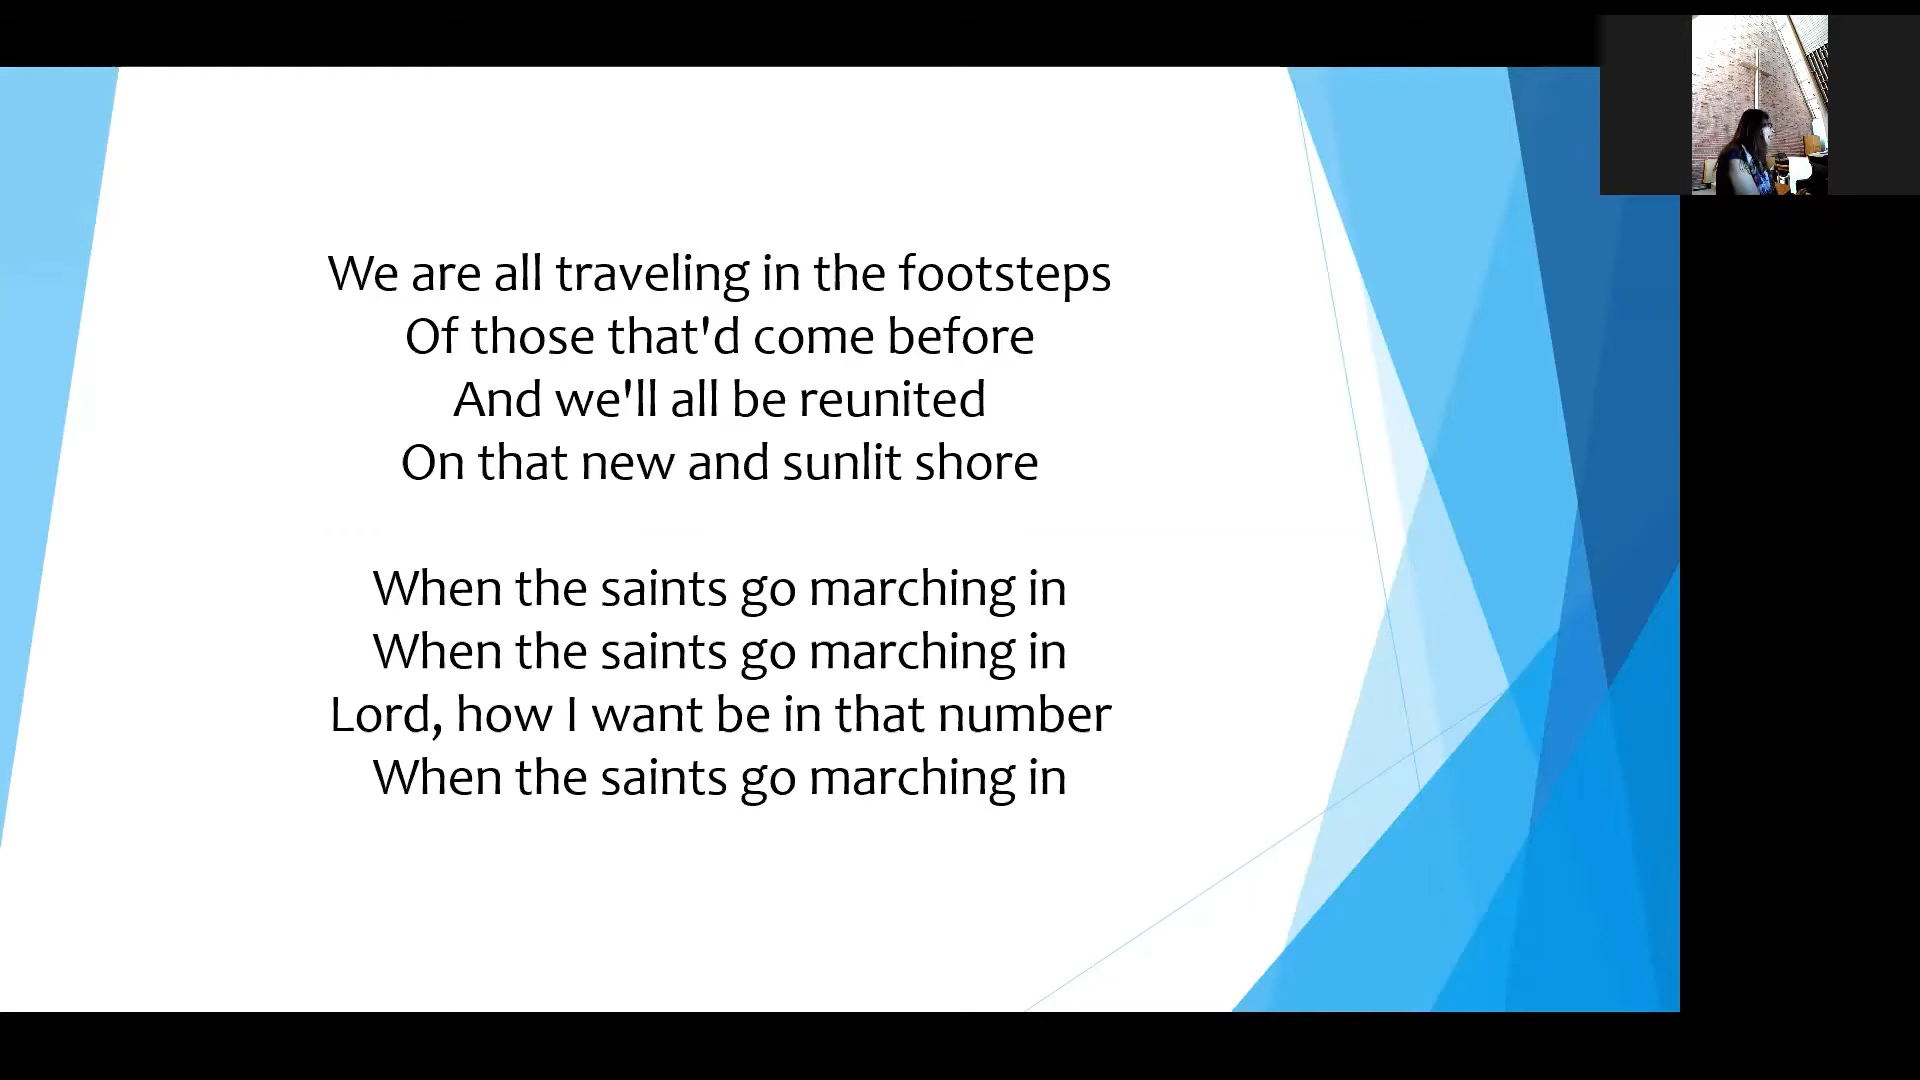 We are all traveling in the footsteps
Of those that'd come before
And we'll all be reunited
On that new and sunlit shore
When the saints go marching in
When the saints go marching in
Lord, how I want be in that number
When the saints go marching in